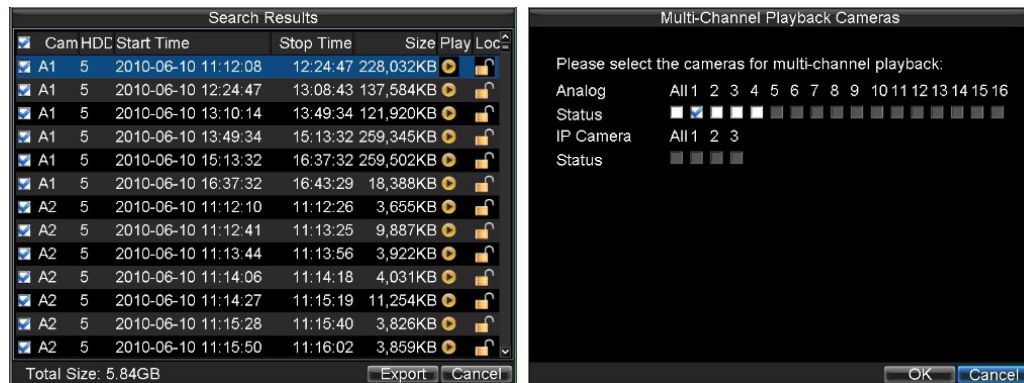 Search Results
Cam HDD Start Time Stop Time Size Play Loc
A1 5 2010-06-10 11:12:08 12:24:47 228,032KB
A1 5 2010-06-10 12:24:47 13:08:43 137,584KB
A1 5 2010-06-10 13:10:14 13:49:34 121,920KB
A1 5 2010-06-10 13:49:34 15:13:32 259,345KB
A1 5 2010-06-10 15:13:32 16:37:32 259,502KB
A1 5 2010-06-10 16:37:32 16:43:29 18,388KB
A2 5 2010-06-10 11:12:10 11:12:26 3,655KB
A2 5 2010-06-10 11:12:41 11:13:25 9,887KB
A2 5 2010-06-10 11:13:44 11:13:56 3,922KB
A2 5 2010-06-10 11:14:06 11:14:18 4,031KB
A2 5 2010-06-10 11:14:27 11:15:19 11,254KB
A2 5 2010-06-10 11:15:28 11:15:40 3,826KB
A2 5 2010-06-10 11:15:50 11:16:02 3,859KB
Total Size: 5.84GB Export Cancel
Multi-Channel Playback Cameras
Please select the cameras for multi-channel playback:
Analog All 1 2 3 4 5 6 7 8 9 10 11 12 13 14 15 16
Status
IP Camera All 1 2 3
Status
OK Cancel